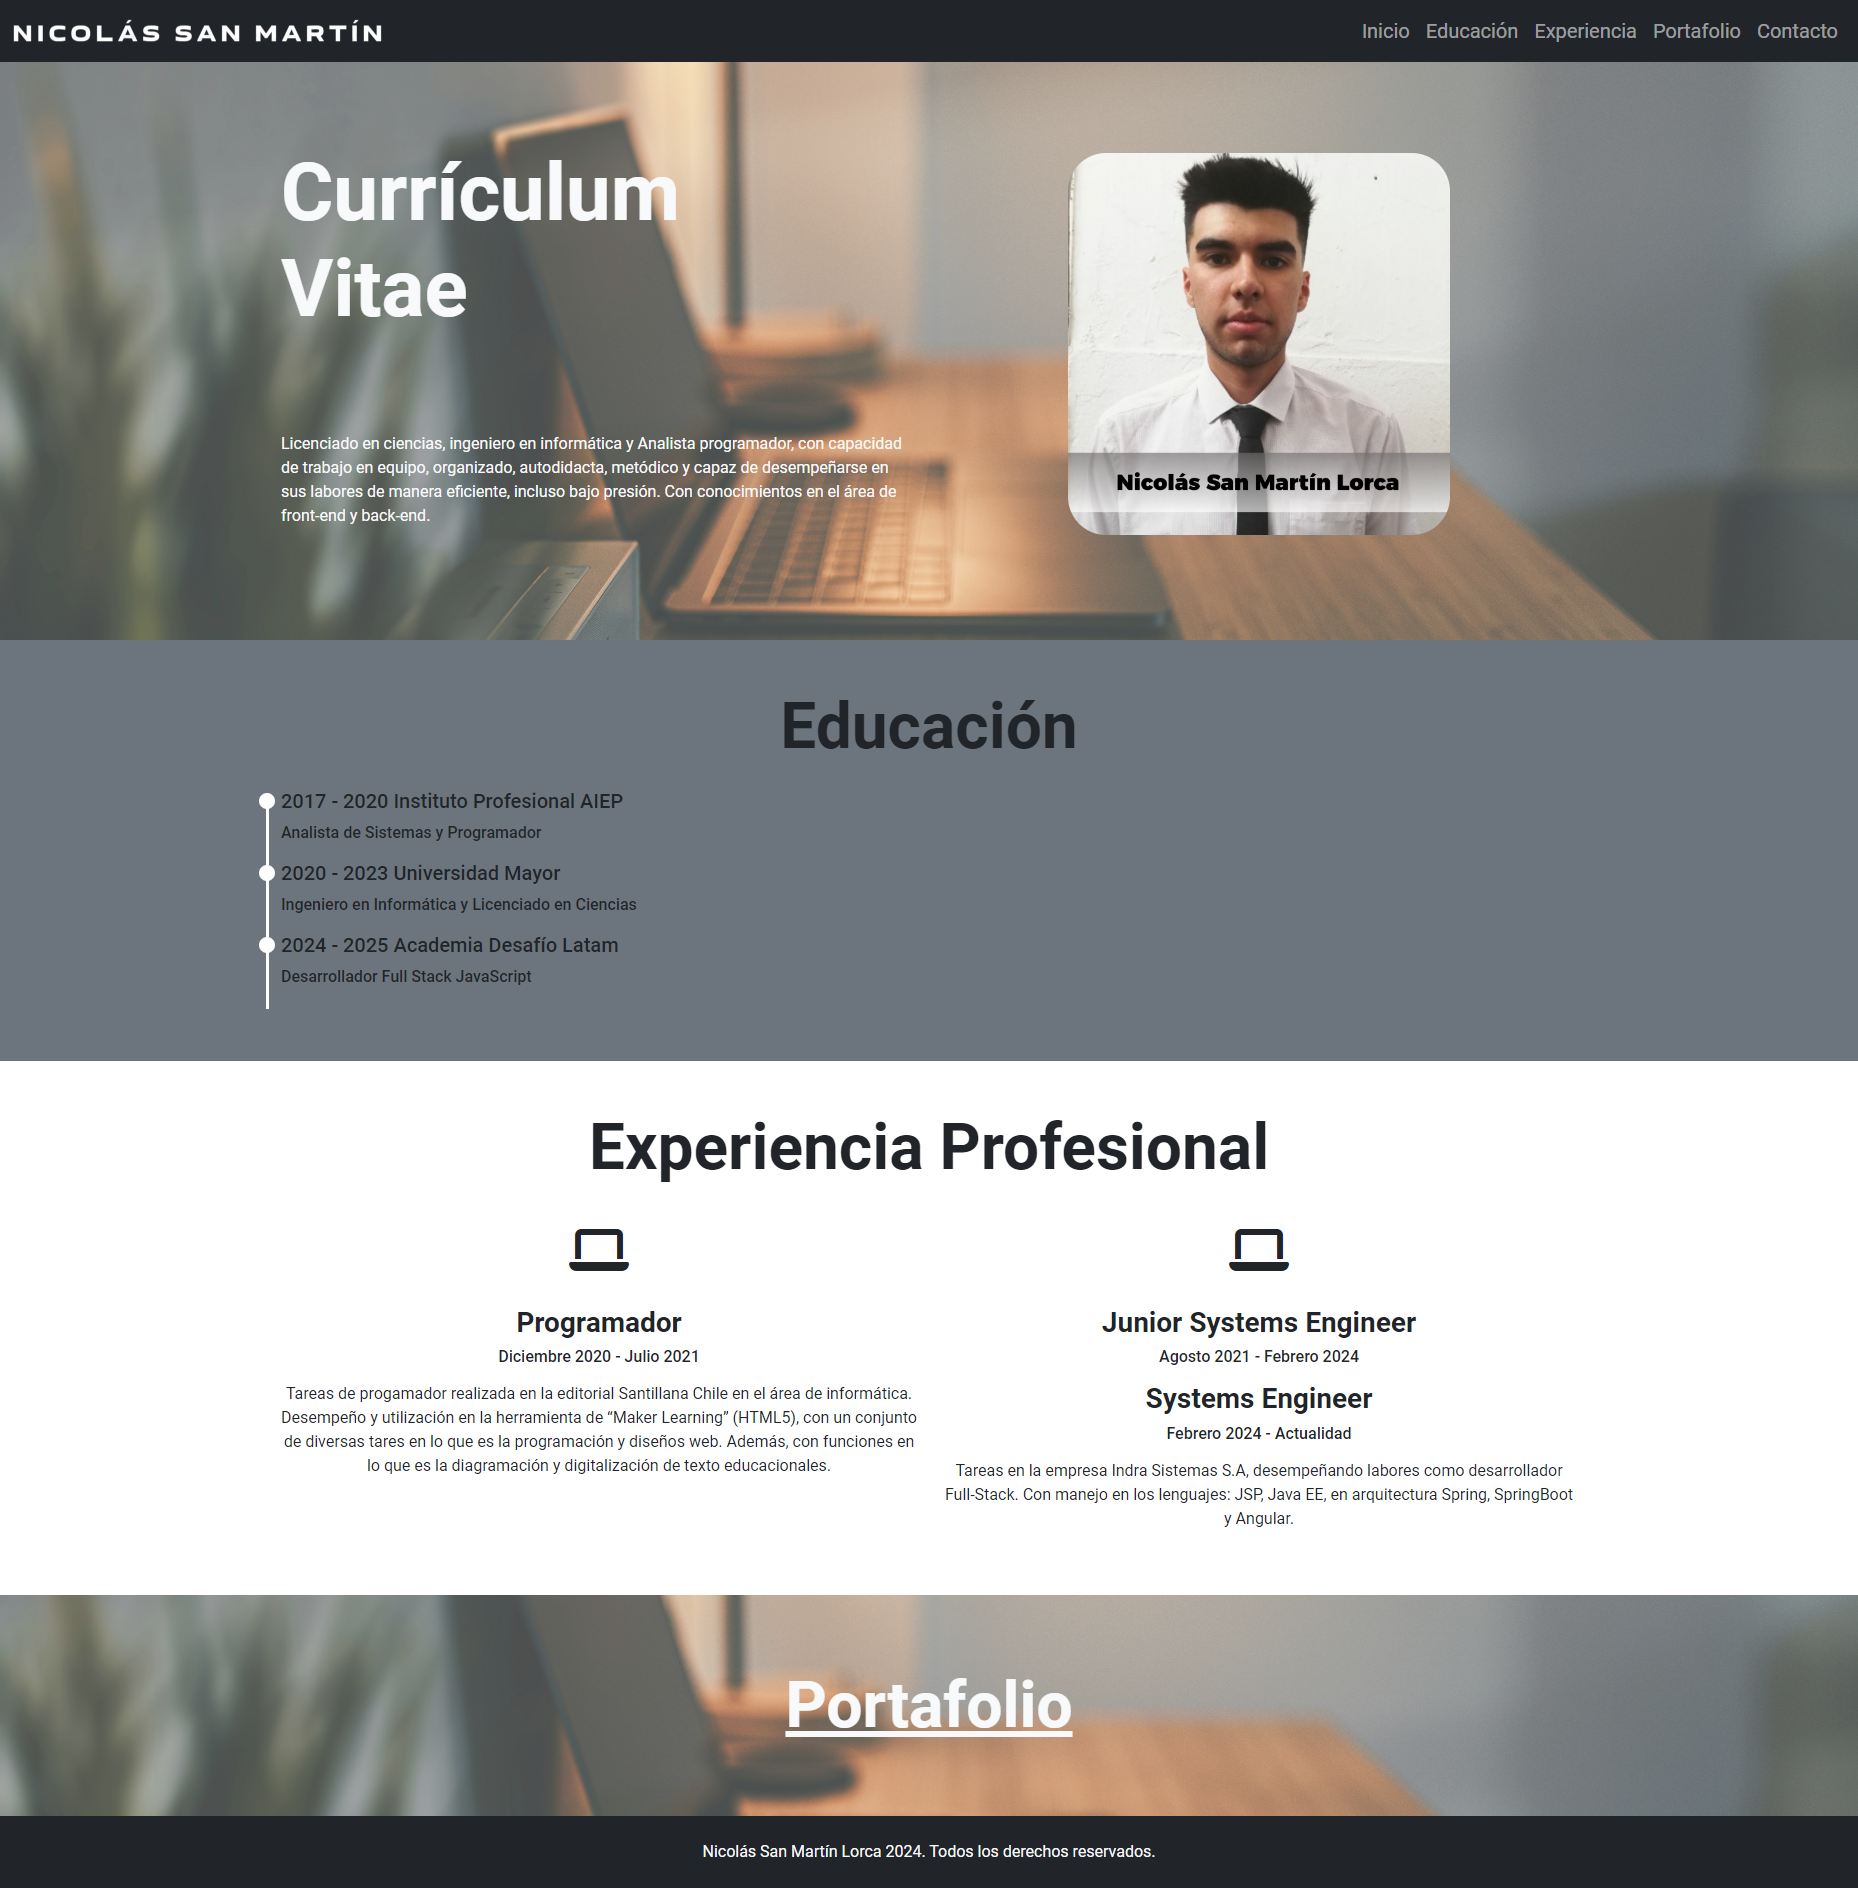 NICOLÁS SAN MARTÍN
Inicio Educación Experiencia Portafolio Contacto
Currículum
Vitae
Licenciado en ciencias, ingeniero en informática y Analista programador, con capacidad
de trabajo en equipo, organizado, autodidacta, metódico y capaz de desempeñarse en
sus labores de manera eficiente, incluso bajo presión. Con conocimientos en el área de
front-end y back-end.
Nicolás San Martín Lorca
Educación
2017 - 2020 Instituto Profesional AIEP
Analista de Sistemas y Programador
2020 - 2023 Universidad Mayor
Ingeniero en Informática y Licenciado en Ciencias
2024 - 2025 Academia Desafío Latam
Desarrollador Full Stack JavaScript
Experiencia Profesional
Programador
Diciembre 2020 - Julio 2021
Tareas de progamador realizada en la editorial Santillana Chile en el área de informática.
Desempeño y utilización en la herramienta de “Maker Learning” (HTML5), con un conjunto
de diversas tares en lo que es la programación y diseños web. Además, con funciones en
lo que es la diagramación y digitalización de texto educacionales.
Junior Systems Engineer
Agosto 2021 - Febrero 2024
Systems Engineer
Febrero 2024 - Actualidad
Tareas en la empresa Indra Sistemas S.A, desempeñando labores como desarrollador
Full-Stack. Con manejo en los lenguajes: JSP, Java EE, en arquitectura Spring, SpringBoot
y Angular.
Portafolio
Nicolás San Martín Lorca 2024. Todos los derechos reservados.